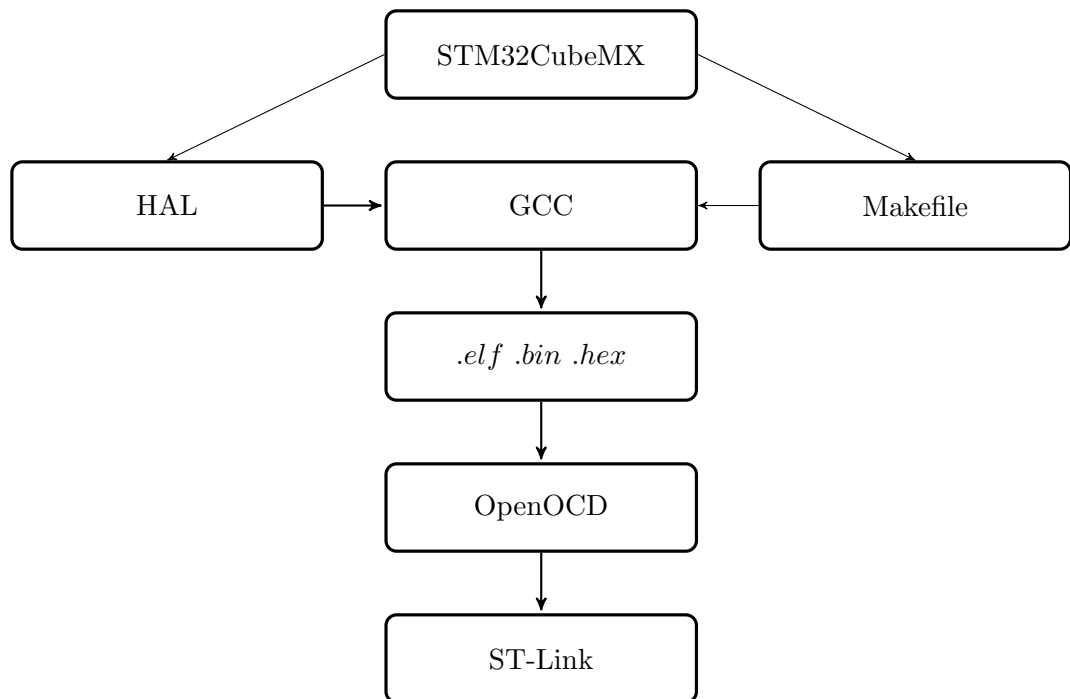 STM32CubeMX
HAL
GCC
Makefile
.elf .bin .hex
OpenOCD
ST-Link